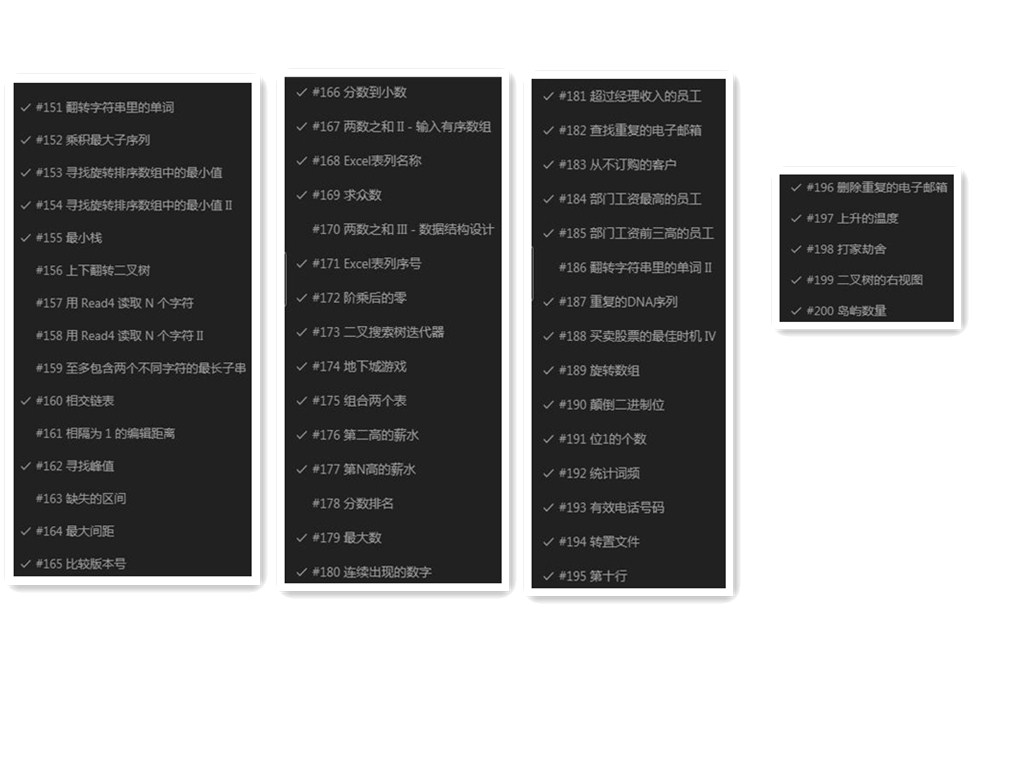 ✓ #151 翻转字符串里的单词
✓ #152 乘积最大子序列
✓ #153 寻找旋转排序数组中的最小值
✓ #154 寻找旋转排序数组中的最小值 II
✓ #155 最小栈
#156 上下翻转二叉树
#157 用 Read4 读取 N 个字符
#158 用 Read4 读取 N 个字符 II
#159 至多包含两个不同字符的最长子串
✓ #160 相交链表
#161 相隔为 1 的编辑距离
✓ #162 寻找峰值
#163 缺失的区间
✓ #164 最大间距
✓ #165 比较版本号
✓ #166 分数到小数
✓ #167 两数之和 II - 输入有序数组
✓ #168 Excel表列名称
✓ #169 求众数
#170 两数之和 III - 数据结构设计
✓ #171 Excel表列序号
✓ #172 阶乘后的零
✓ #173 二叉搜索树迭代器
✓ #174 地下城游戏
✓ #175 组合两个表
✓ #176 第二高的薪水
✓ #177 第N高的薪水
#178 分数排名
✓ #179 最大数
✓ #180 连续出现的数字
✓ #181 超过经理收入的员工
✓ #182 查找重复的电子邮箱
✓ #183 从不订购的客户
✓ #184 部门工资最高的员工
✓ #185 部门工资前三高的员工
#186 翻转字符串里的单词 II
✓ #187 重复的DNA序列
✓ #188 买卖股票的最佳时机 IV
✓ #189 旋转数组
✓ #190 颠倒二进制位
✓ #191 位1的个数
✓ #192 统计词频
✓ #193 有效电话号码
✓ #194 转置文件
✓ #195 第十行
✓ #196 删除重复的电子邮箱
✓ #197 上升的温度
✓ #198 打家劫舍
✓ #199 二叉树的右视图
✓ #200 岛屿数量